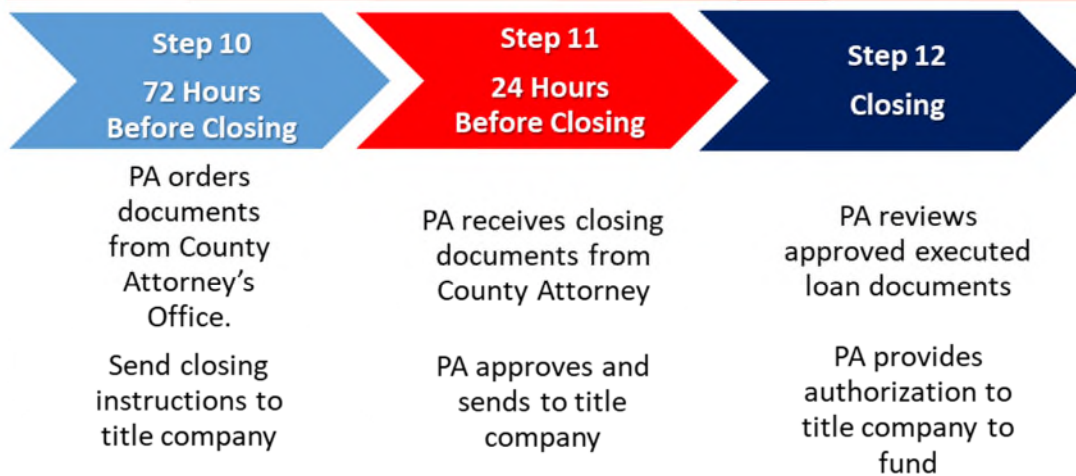 Step 10
72 Hours
Before Closing
PA orders
documents
from County
Attorney's
Office.
Send closing
instructions to
title company
Step 11
24 Hours
Before Closing
PA receives closing
documents from
County Attorney
PA approves and
sends to title
company
Step 12
Closing
PA reviews
approved executed
loan documents
PA provides
authorization to
title company to
fund